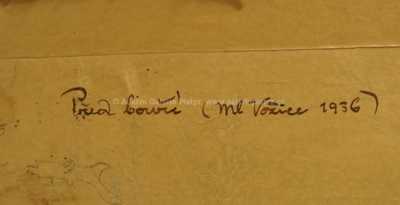 Před bouří (Ml Vožice 1936)